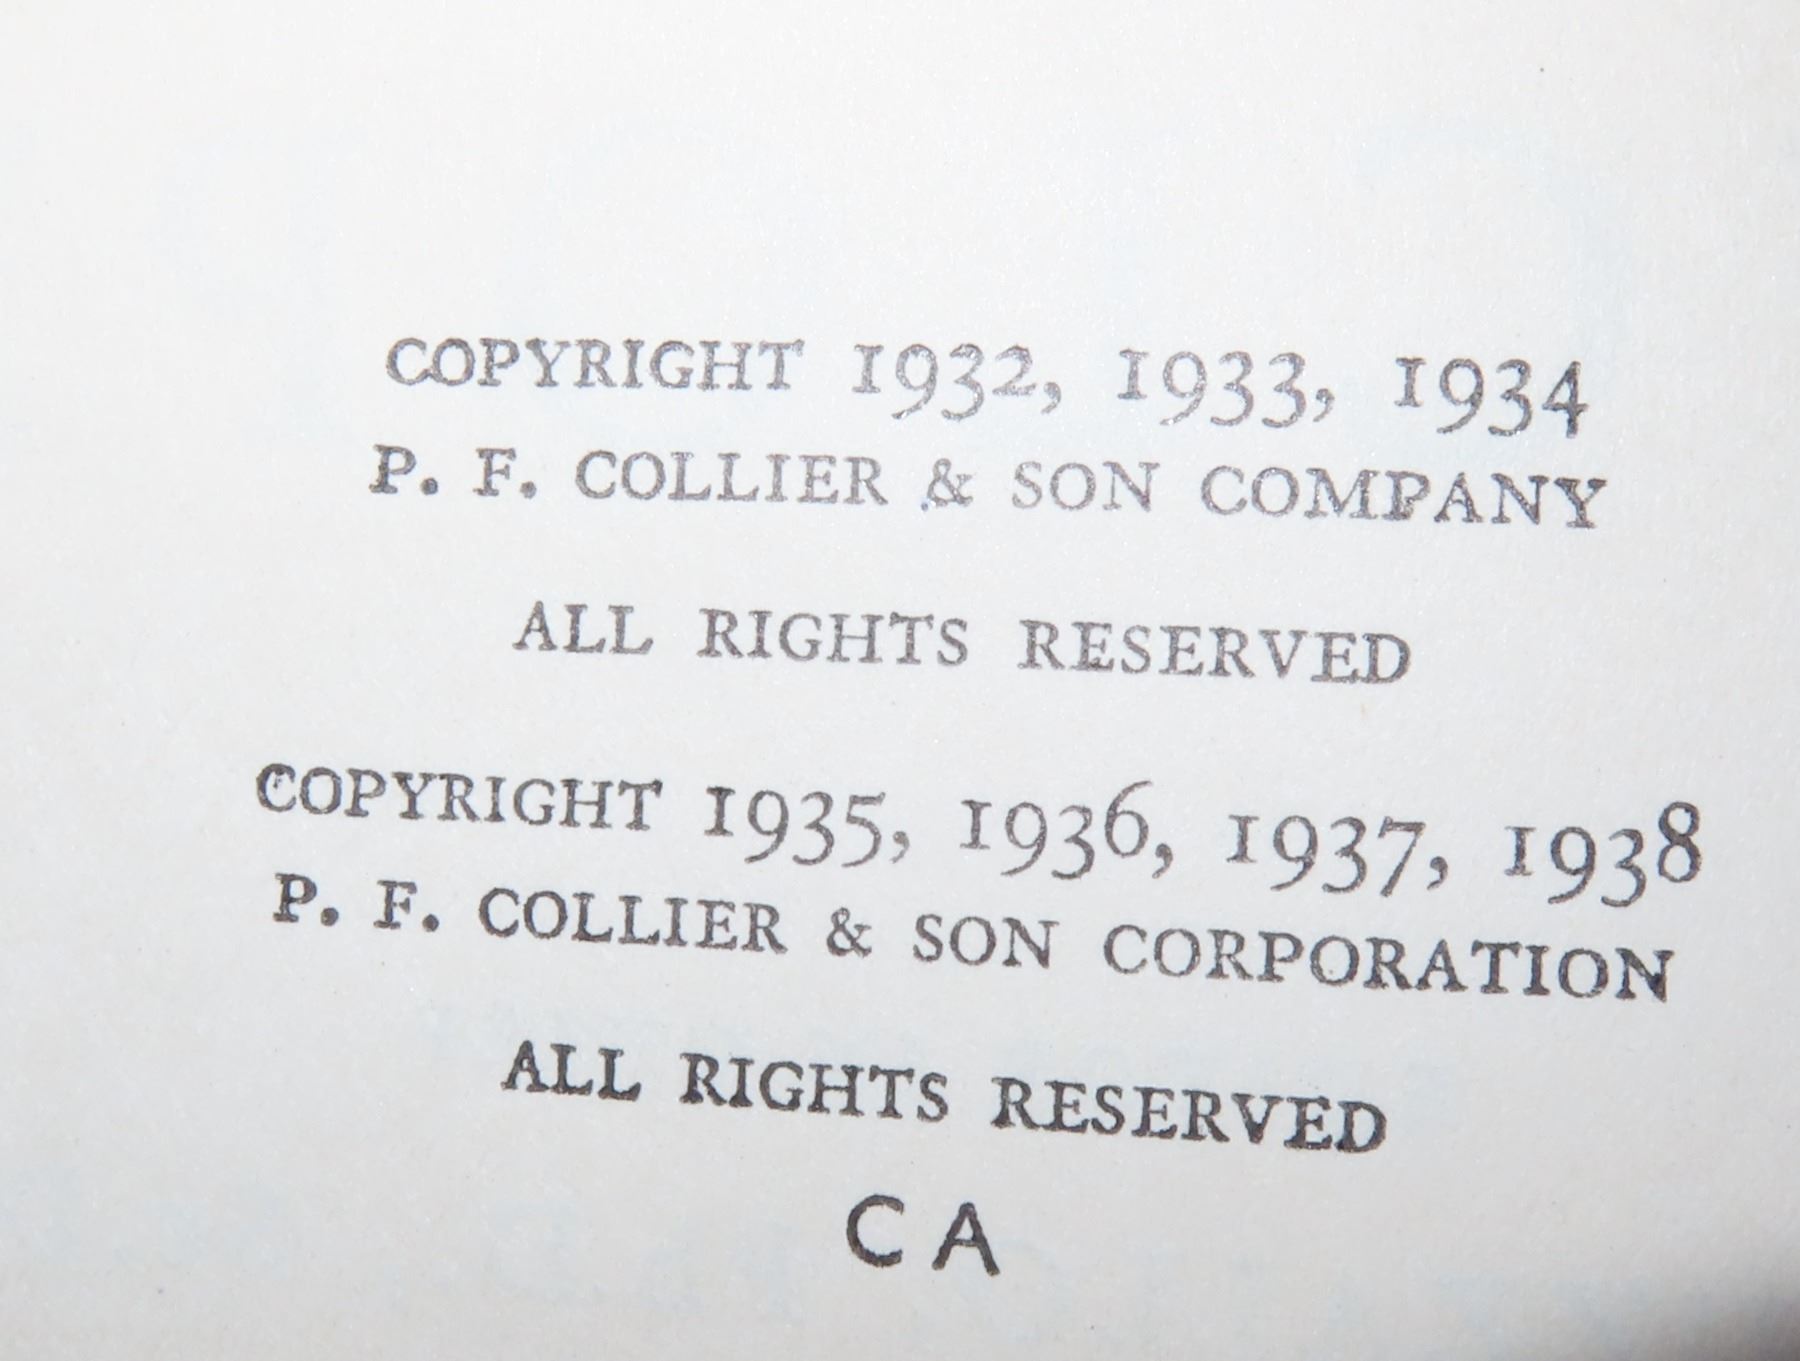 COPYRIGHT 1932, 1933, 1934
P. F. COLLIER & SON COMPANY
ALL RIGHTS RESERVED
COPYRIGHT 1935, 1936, 1937, 1938
P. F. COLLIER & SON CORPORATION
ALL RIGHTS RESERVED
C A